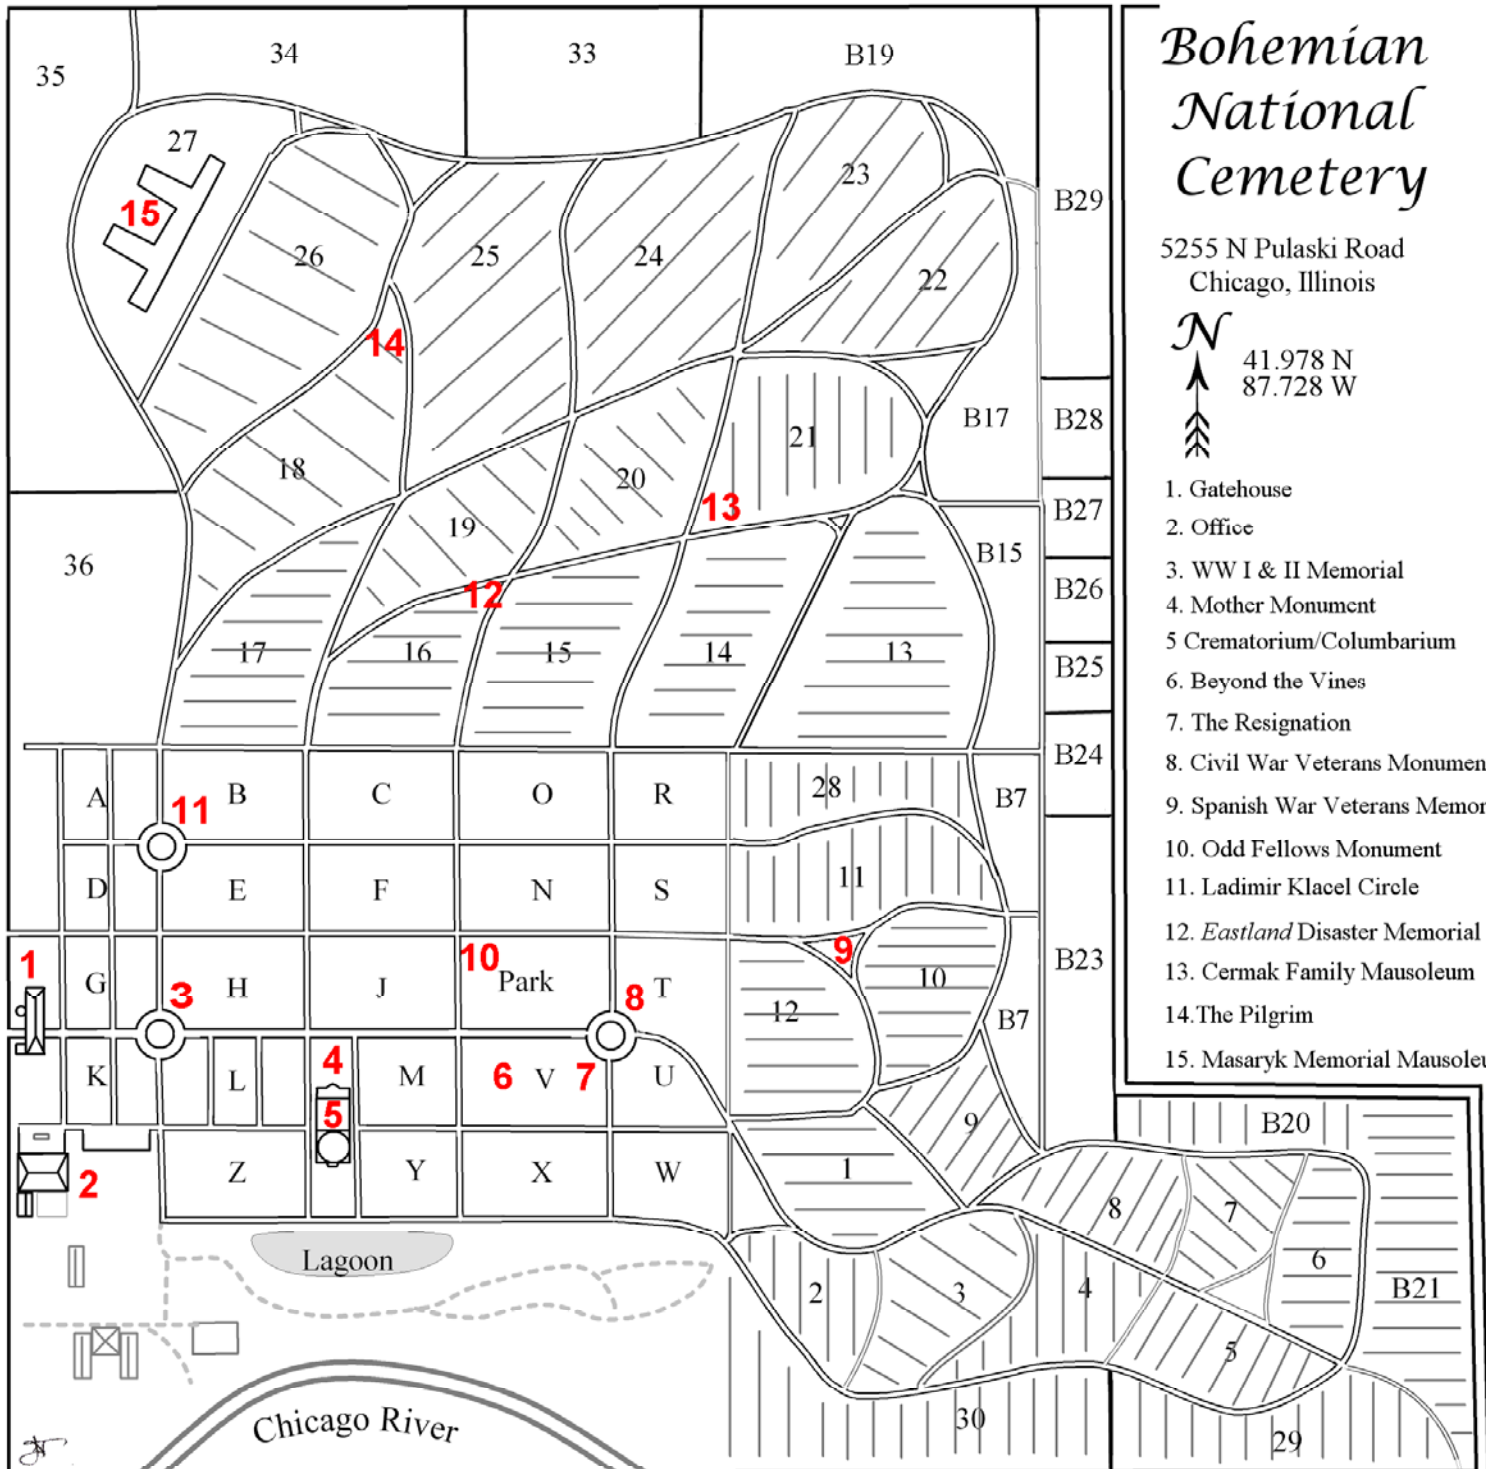 Bohemian
National
Cemetery
5255 N Pulaski Road
Chicago, Illinois
N
41.978 N
87.728 W
1. Gatehouse
2. Office
3. WW I & II Memorial
4. Mother Monument
5 Crematorium/Columbarium
6. Beyond the Vines
7. The Resignation
8. Civil War Veterans Monumen
9. Spanish War Veterans Memor
10. Odd Fellows Monument
11. Ladimir Klacel Circle
12. Eastland Disaster Memorial
13. Cermak Family Mausoleum
14.The Pilgrim
15. Masaryk Memorial Mausoleu
35
34
33
B19
27
15
26
25
24
23
B29
22
14
18
19
20
21
13
B17
B28
B27
36
12
B15
B26
17
16
15
14
13
B25
B24
A
11
B
C
O
R
28
B7
D
E
F
N
S
11
1
G
3
H
J
10
Park
8
T
9
12
10
B23
B7
K
L
4
5
M
6
V
7
U
9
B20
2
Z
Y
X
W
1
8
7
6
Lagoon
2
3
4
5
B21
Chicago River
30
29